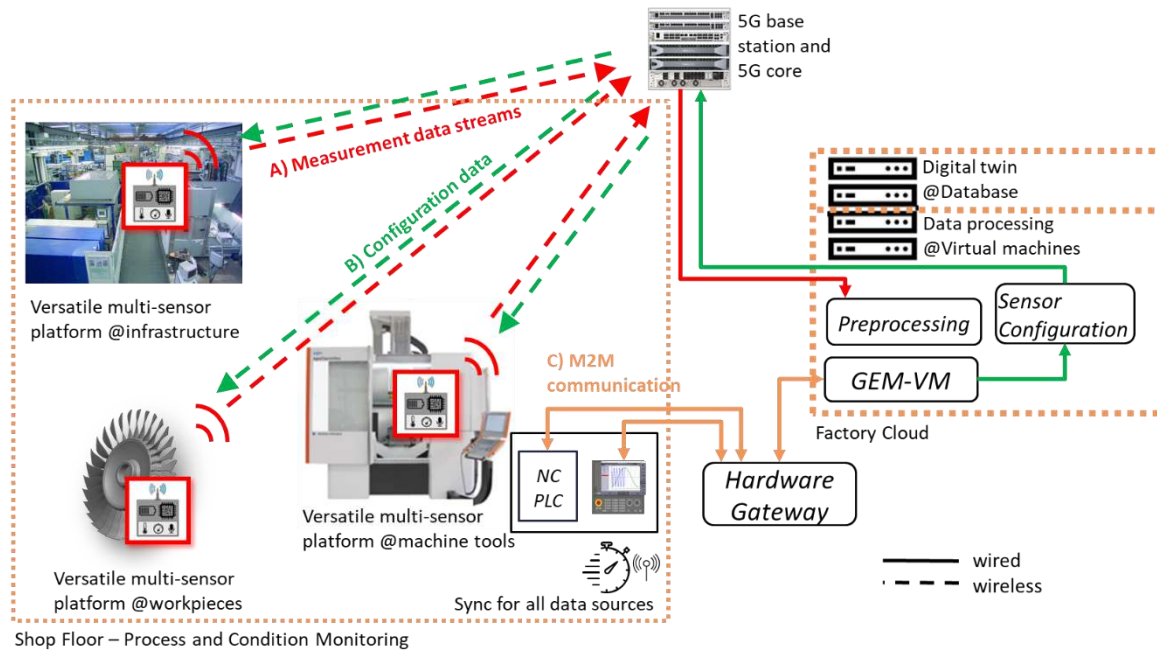 5G base
station and
5G core
A) Measurement data streams
B) Configuration data
Versatile multi-sensor
platform @infrastructure
Digital twin
@Database
Data processing
@Virtual machines
Preprocessing
Sensor
Configuration
GEM-VM
Factory Cloud
C) M2M
communication
NC
PLC
Hardware
Gateway
Versatile multi-sensor
platform @machine tools
Versatile multi-sensor
platform @workpieces
Sync for all data sources
wired
wireless
Shop Floor – Process and Condition Monitoring